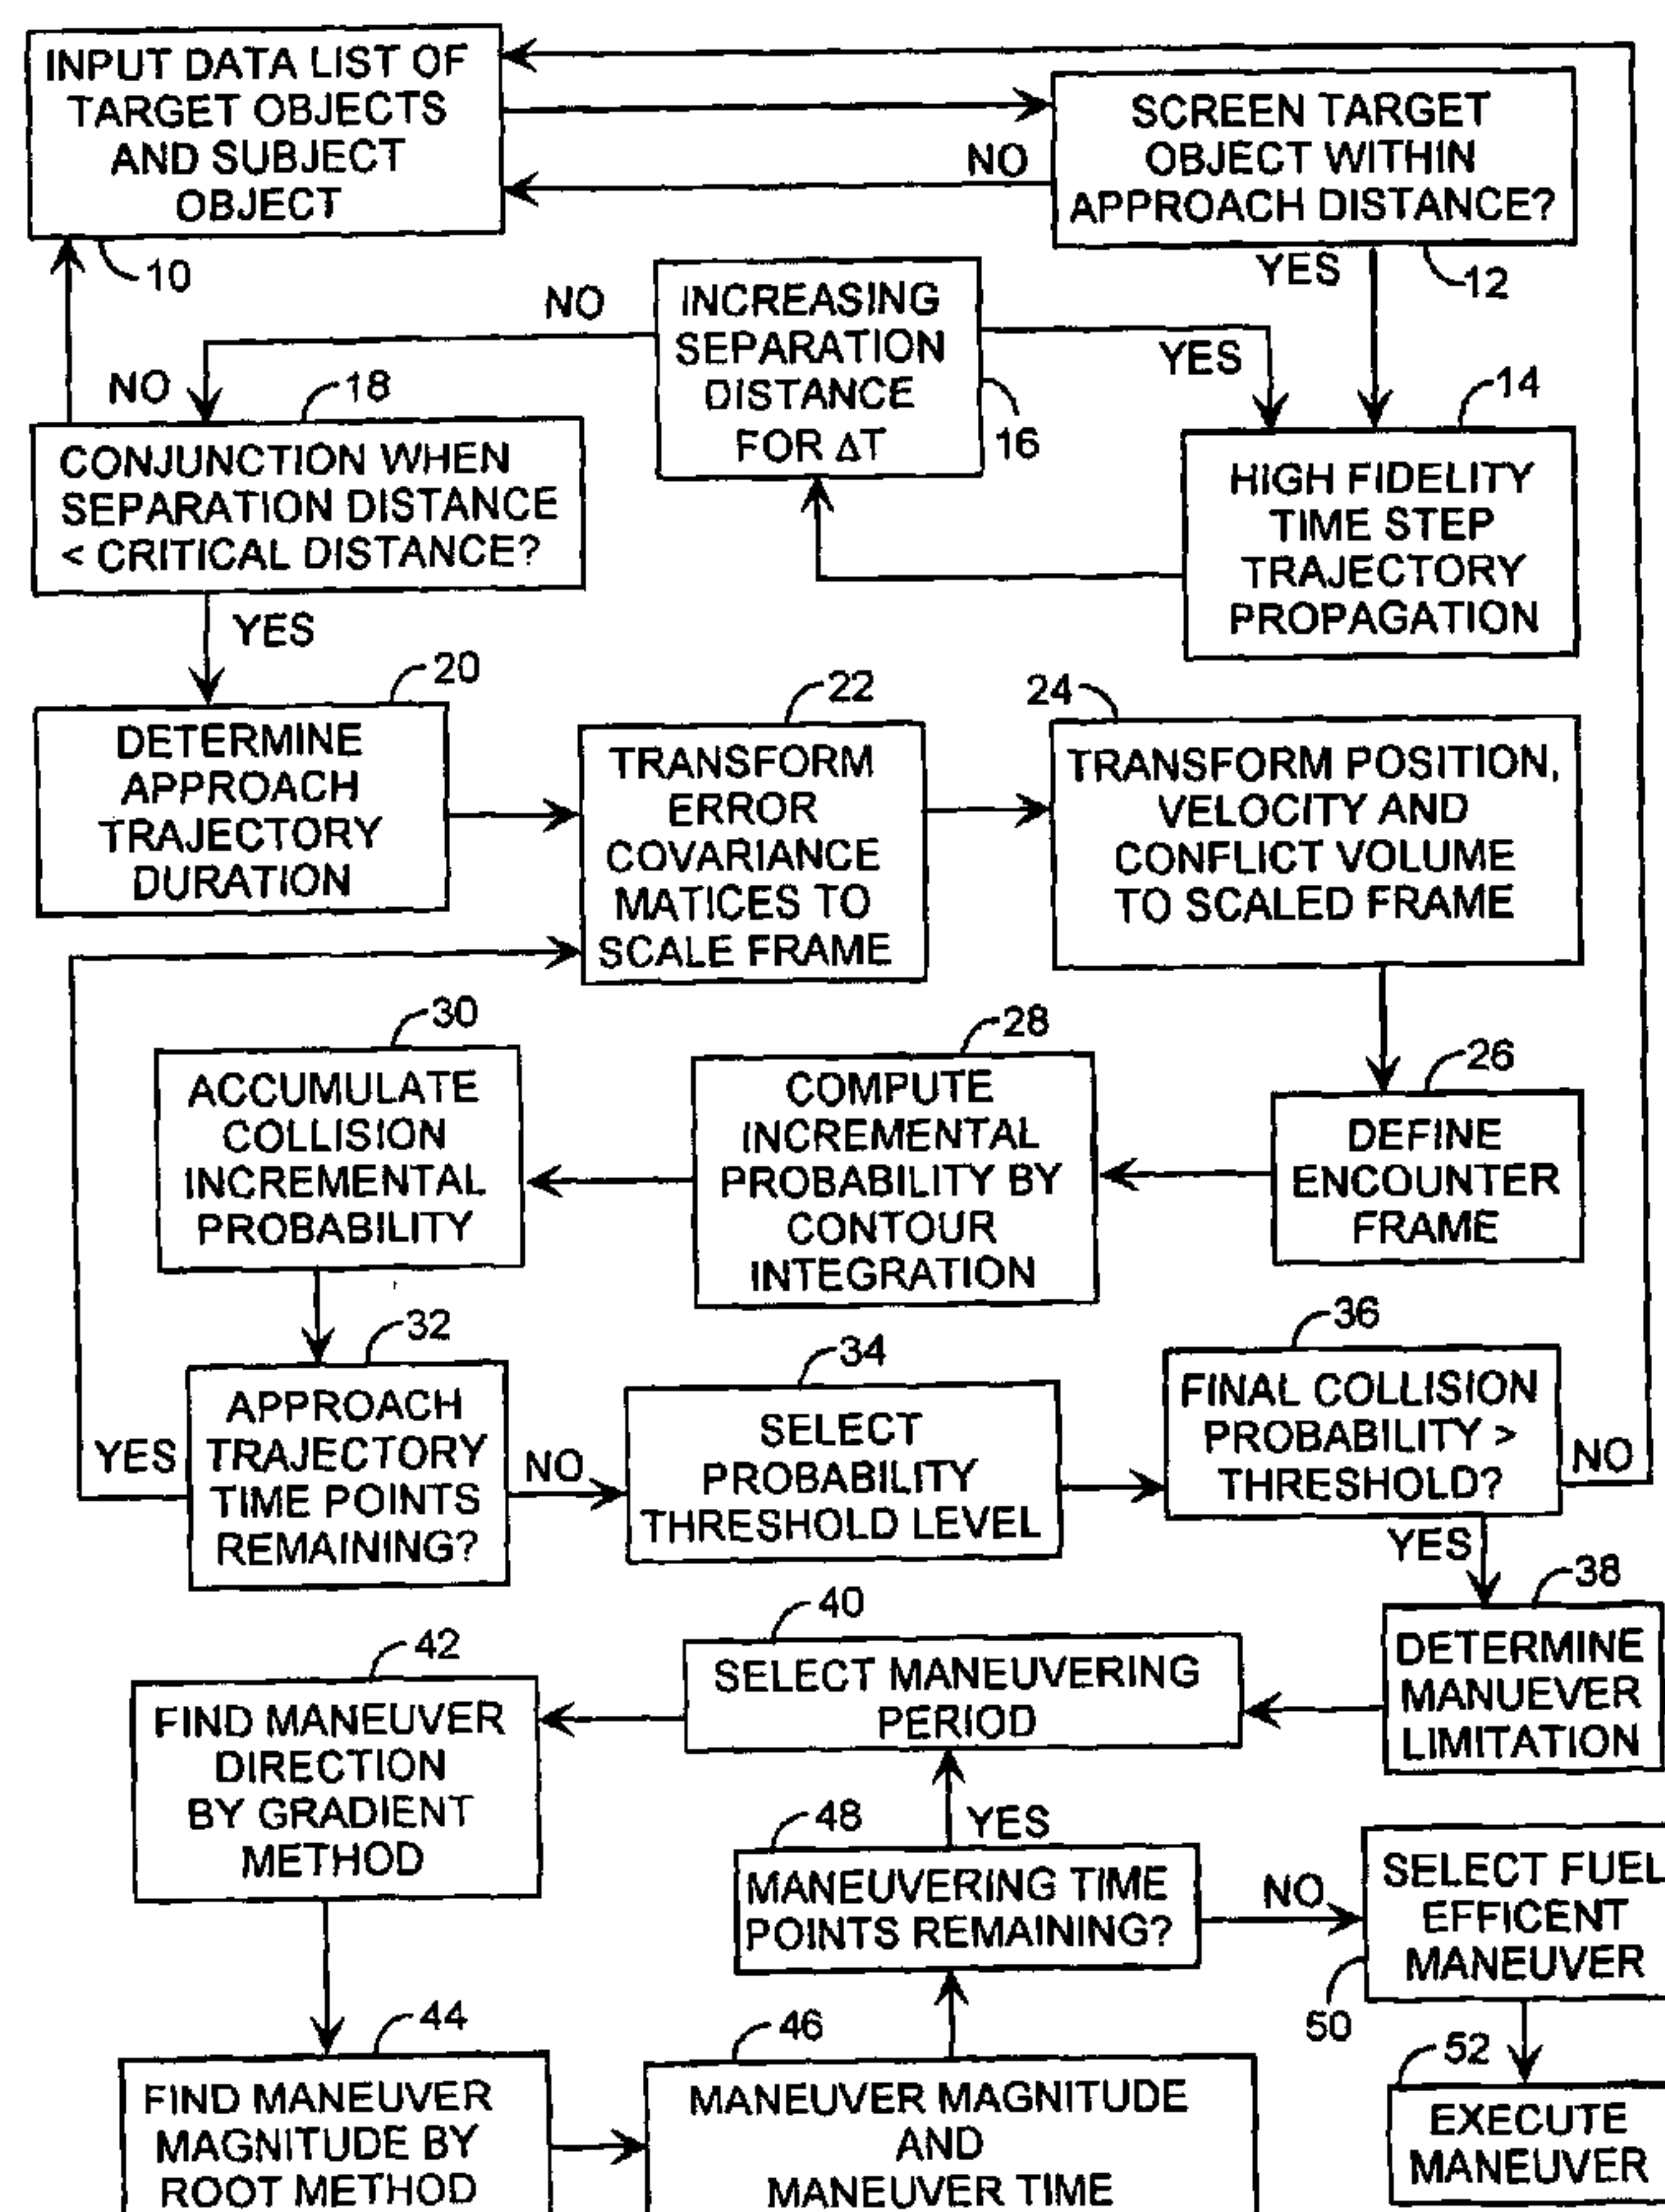 INPUT DATA LIST OF
TARGET OBJECTS
AND SUBJECT
OBJECT
10
SCREEN TARGET
OBJECT WITHIN
APPROACH DISTANCE?
12
NO
YES
INCREASING
SEPARATION
DISTANCE
FOR ΔT
16
NO
YES
14
HIGH FIDELITY
TIME STEP
TRAJECTORY
PROPAGATION
NO
18
CONJUNCTION WHEN
SEPARATION DISTANCE
< CRITICAL DISTANCE?
YES
20
DETERMINE
APPROACH
TRAJECTORY
DURATION
22
TRANSFORM
ERROR
COVARIANCE
MATICES TO
SCALE FRAME
24
TRANSFORM POSITION,
VELOCITY AND
CONFLICT VOLUME
TO SCALED FRAME
26
DEFINE
ENCOUNTER
FRAME
28
COMPUTE
INCREMENTAL
PROBABILITY BY
CONTOUR
INTEGRATION
30
ACCUMULATE
COLLISION
INCREMENTAL
PROBABILITY
32
APPROACH
TRAJECTORY
TIME POINTS
REMAINING?
YES
NO
34
SELECT
PROBABILITY
THRESHOLD LEVEL
36
FINAL COLLISION
PROBABILITY >
THRESHOLD?
NO
YES
38
DETERMINE
MANUEVER
LIMITATION
40
SELECT MANEUVERING
PERIOD
42
FIND MANEUVER
DIRECTION
BY GRADIENT
METHOD
44
FIND MANEUVER
MAGNITUDE BY
ROOT METHOD
46
MANEUVER MAGNITUDE
AND
MANEUVER TIME
48
YES
MANEUVERING TIME
POINTS REMAINING?
NO
SELECT FUEL
EFFICENT
MANEUVER
50
52
EXECUTE
MANEUVER